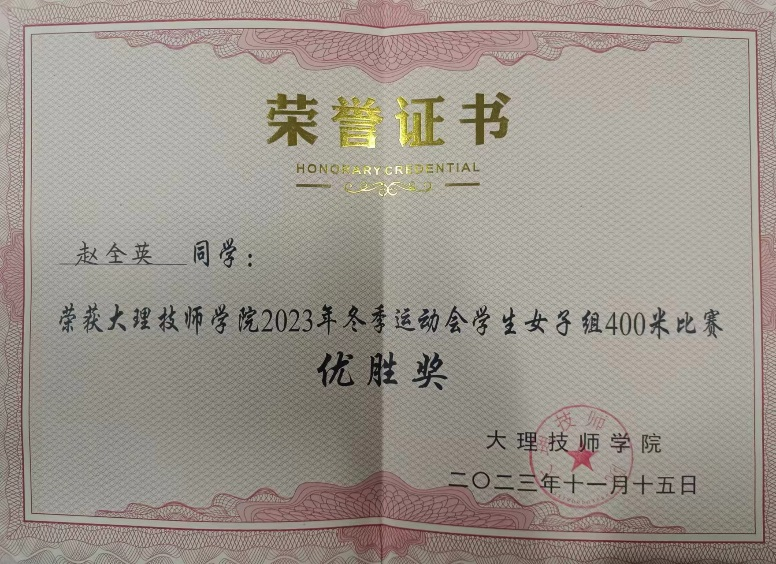 荣誉证书
HONORARY CREDENTIAL
赵全英 同学：
荣获大理技师学院2023年冬季运动会学生女子组400米比赛
优胜奖
大理技师学院
二〇二三年十一月十五日